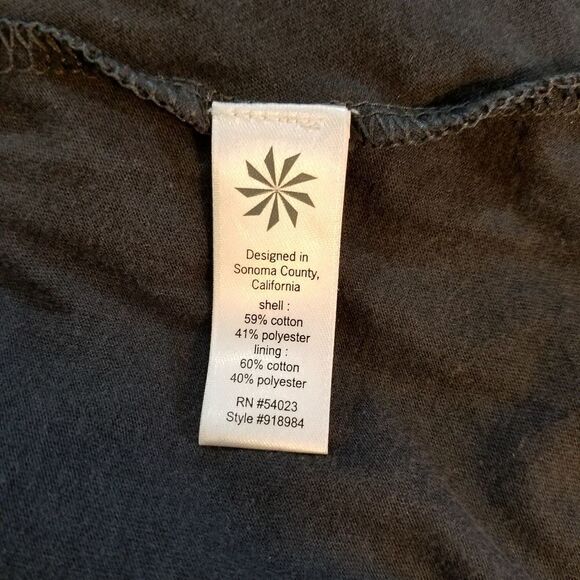 Designed in
Sonoma County,
California
shell :
59% cotton
41% polyester
lining :
60% cotton
40% polyester
RN #54023
Style #918984